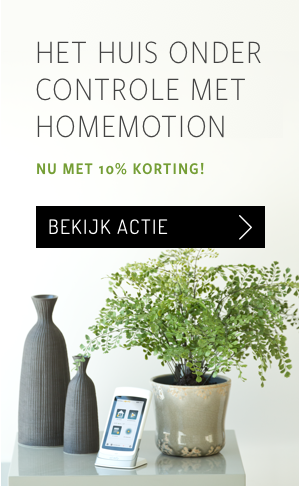 HET HUIS ONDER
CONTROLE MET
HOMEMOTION
NU MET 10% KORTING!
BEKIJK ACTIE